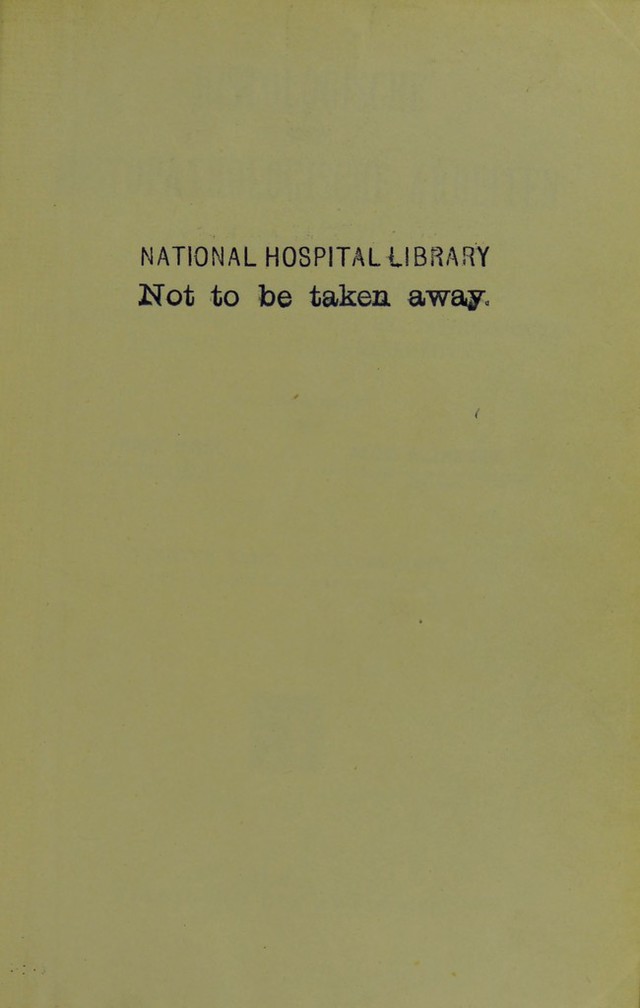 NATIONAL HOSPITAL LIBRARY
Not to be taken away.